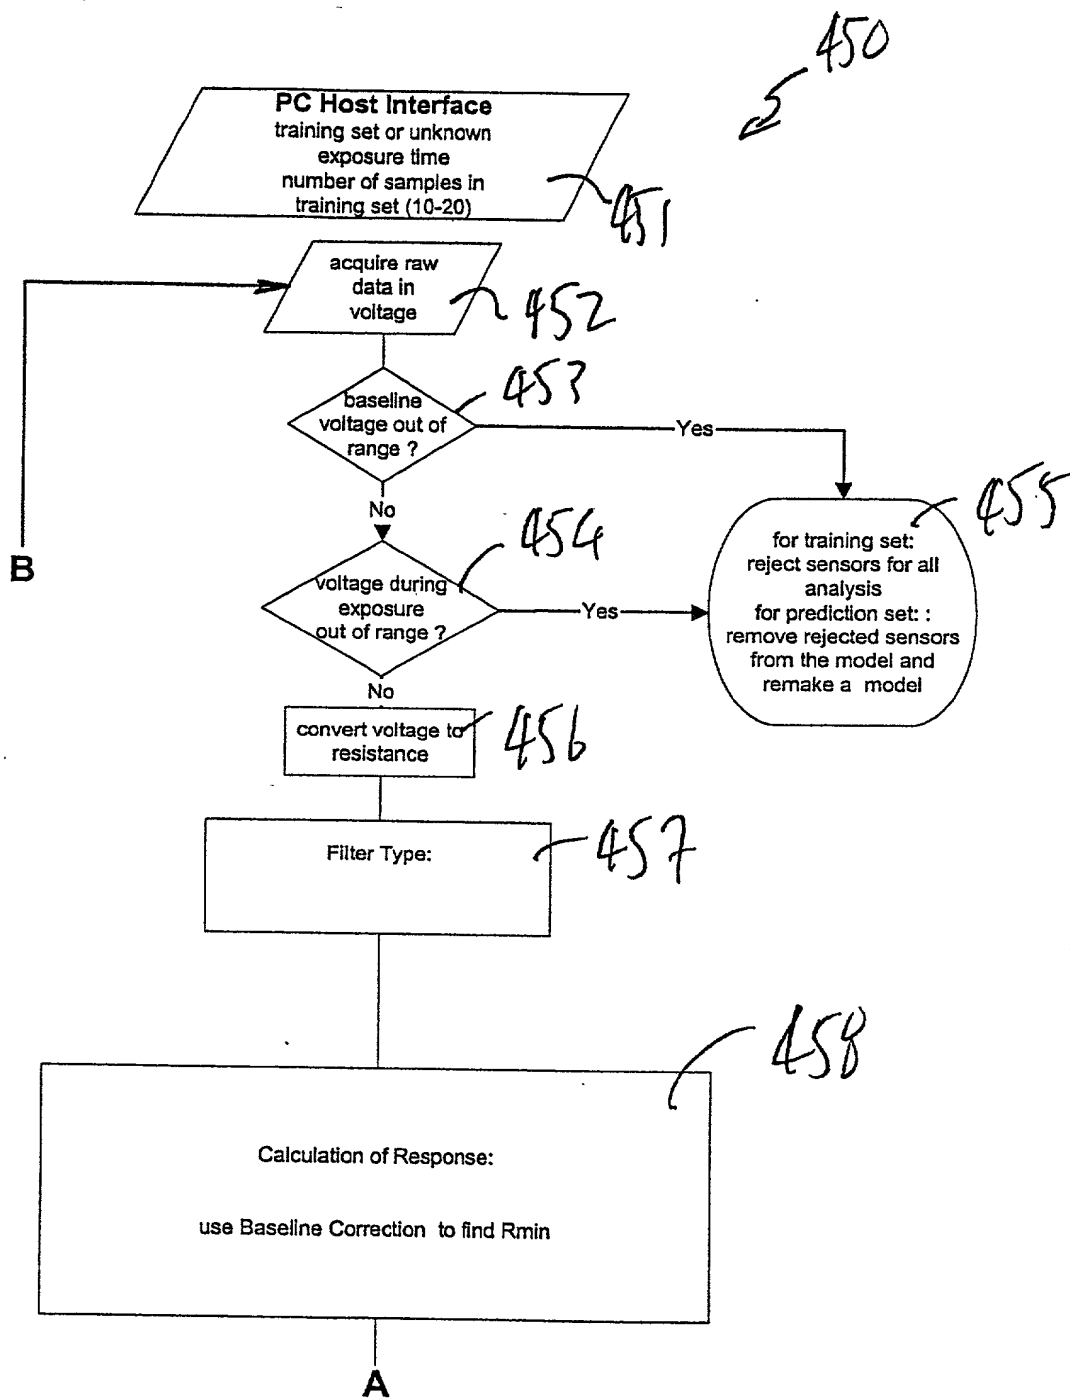 450
PC Host Interface
training set or unknown
exposure time
number of samples in
training set (10-20)
451
acquire raw
data in
voltage
452
453
baseline
voltage out of
range ?
Yes
No
455
B
454
voltage during
exposure
out of range ?
Yes
for training set:
reject sensors for all
analysis
for prediction set: :
remove rejected sensors
from the model and
remake a model
No
convert voltage to
resistance
456
Filter Type:
457
458
Calculation of Response:
use Baseline Correction to find Rmin
A